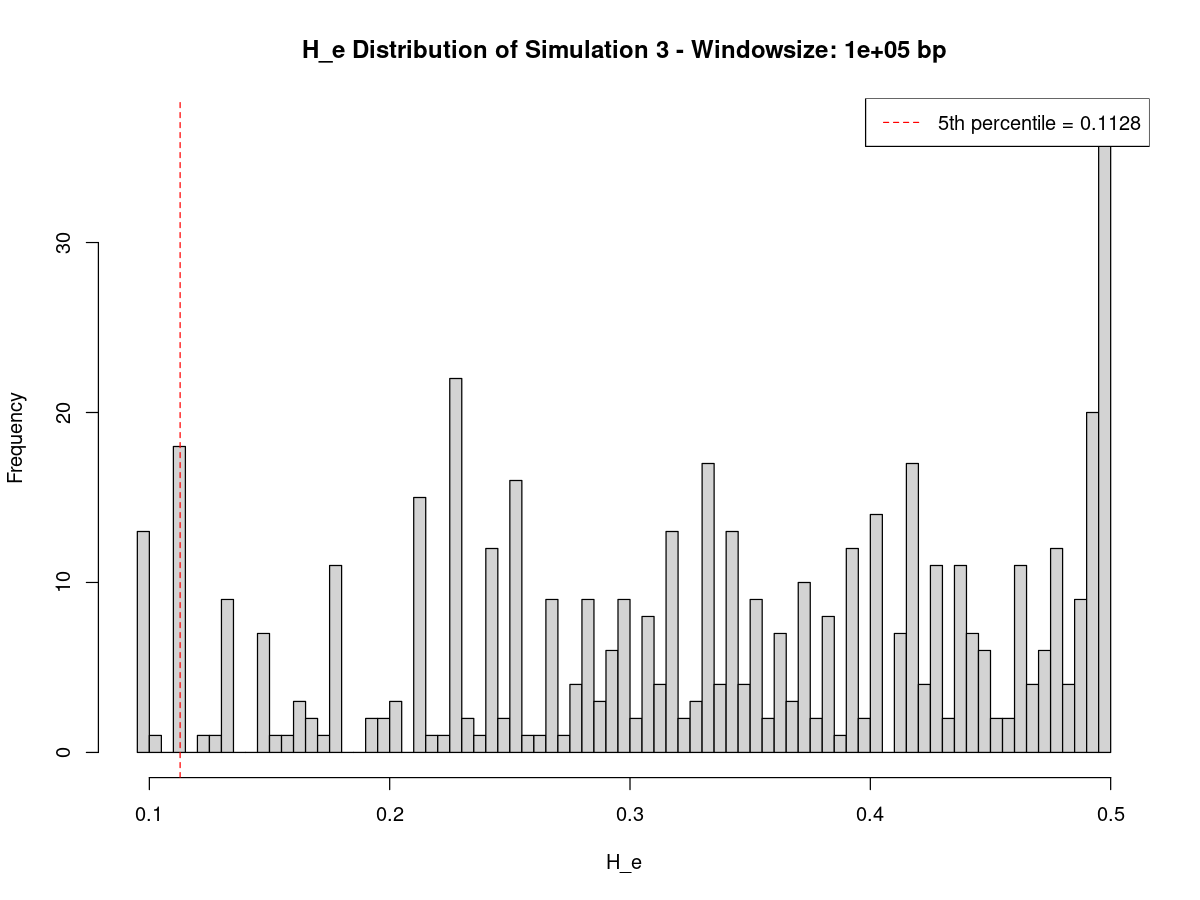 H_e Distribution of Simulation 3 - Windowsize: 1e+05 bp
5th percentile = 0.1128
Frequency
30
20
10
0
0.1 0.2 0.3 0.4 0.5
H_e